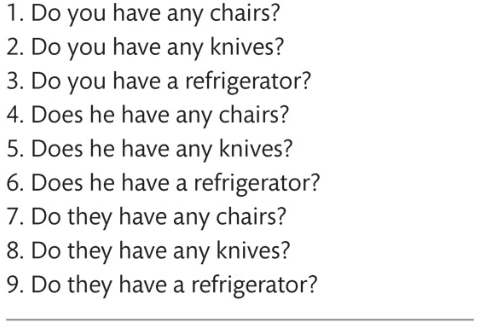 1. Do you have any chairs?
2. Do you have any knives?
3. Do you have a refrigerator?
4. Does he have any chairs?
5. Does he have any knives?
6. Does he have a refrigerator?
7. Do they have any chairs?
8. Do they have any knives?
9. Do they have a refrigerator?